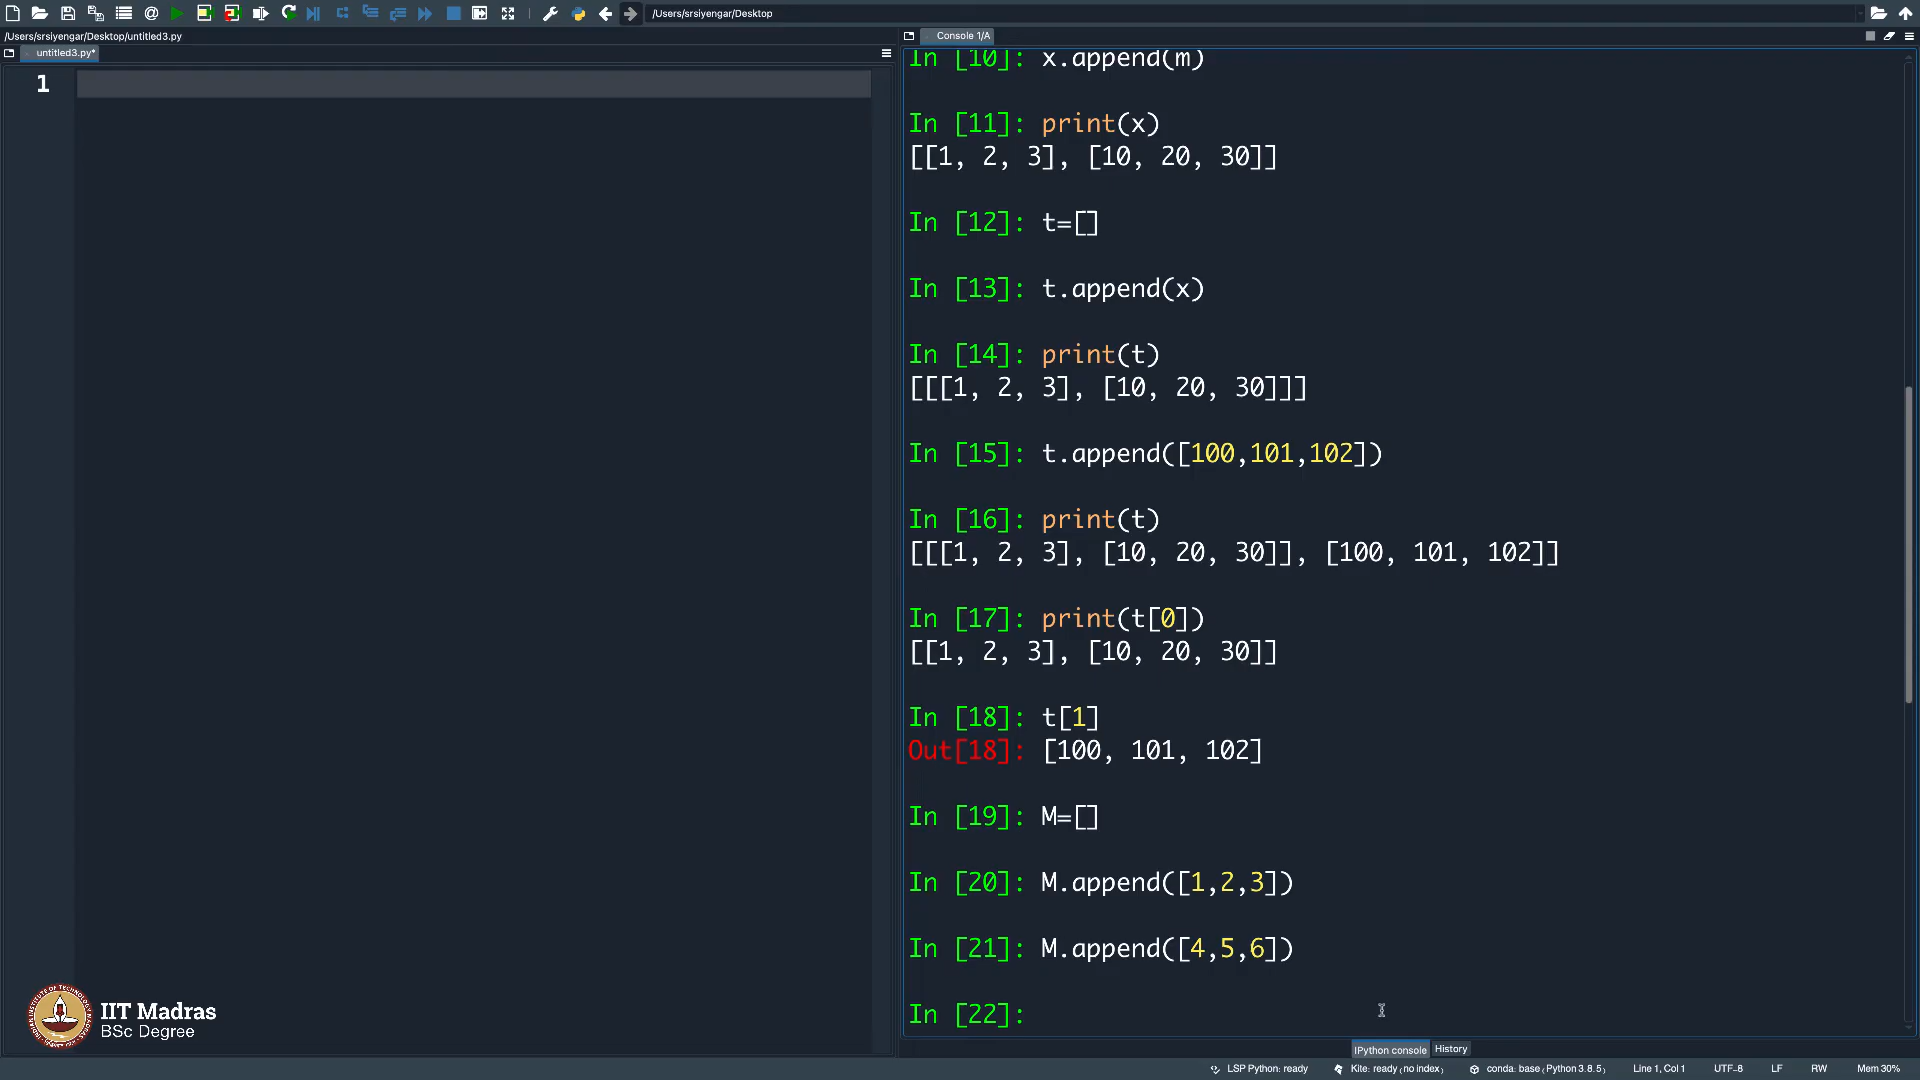 /Users/srsiyengar/Desktop
/Users/srsiyengar/Desktop/untitled3.py
untitled3.py*
1
Console 1/A
In [10]: x.append(m)
In [11]: print(x)
[[1, 2, 3], [10, 20, 30]]
In [12]: t=[]
In [13]: t.append(x)
In [14]: print(t)
[[[1, 2, 3], [10, 20, 30]]]
In [15]: t.append([100,101,102])
In [16]: print(t)
[[[1, 2, 3], [10, 20, 30]], [100, 101, 102]]
In [17]: print(t[0])
[[1, 2, 3], [10, 20, 30]]
In [18]: t[1]
Out[18]: [100, 101, 102]
In [19]: M=[]
In [20]: M.append([1,2,3])
In [21]: M.append([4,5,6])
In [22]:
IIT Madras
BSc Degree
IPython console History
LSP Python: ready Kite: ready (no index) conda: base (Python 3.8.5) Line 1, Col 1 UTF-8 LF RW Mem 30%